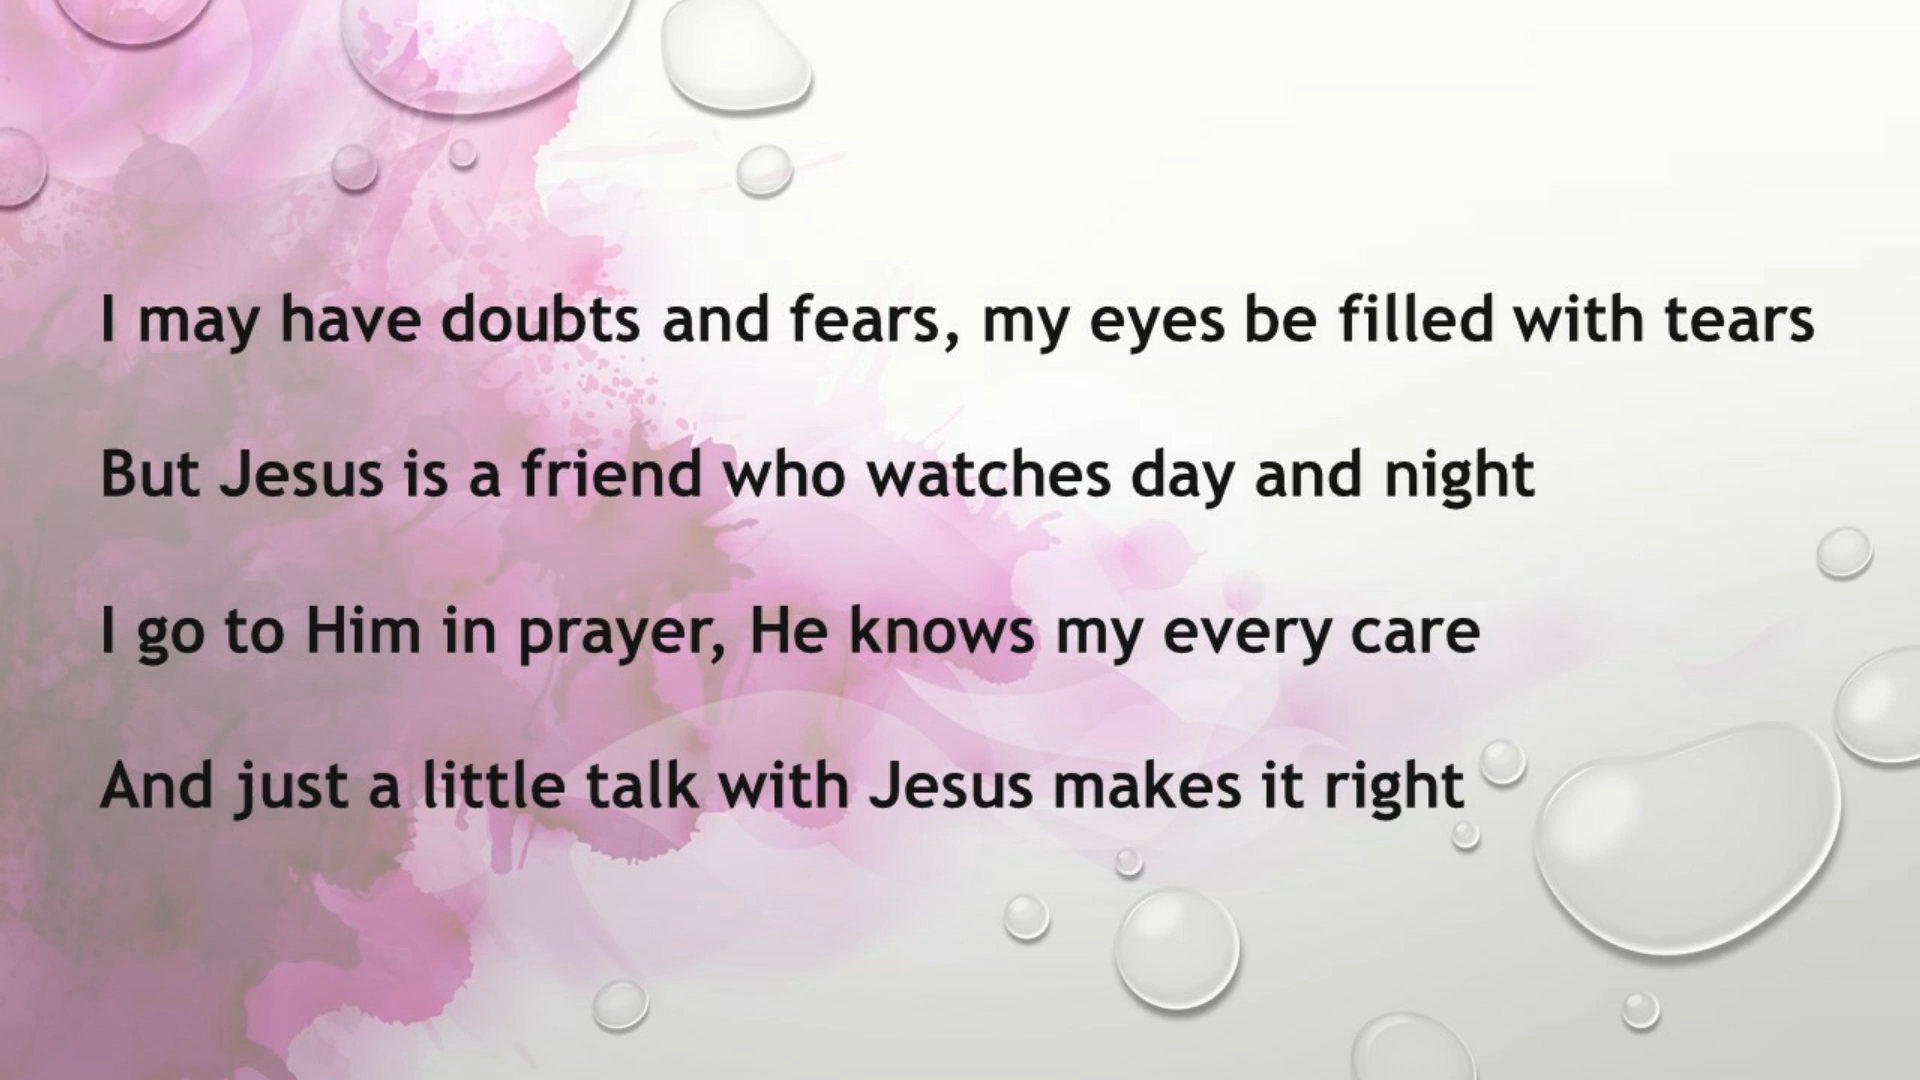 I may have doubts and fears, my eyes be filled with tears
But Jesus is a friend who watches day and night
I go to Him in prayer, He knows my every care
And just a little talk with Jesus makes it right